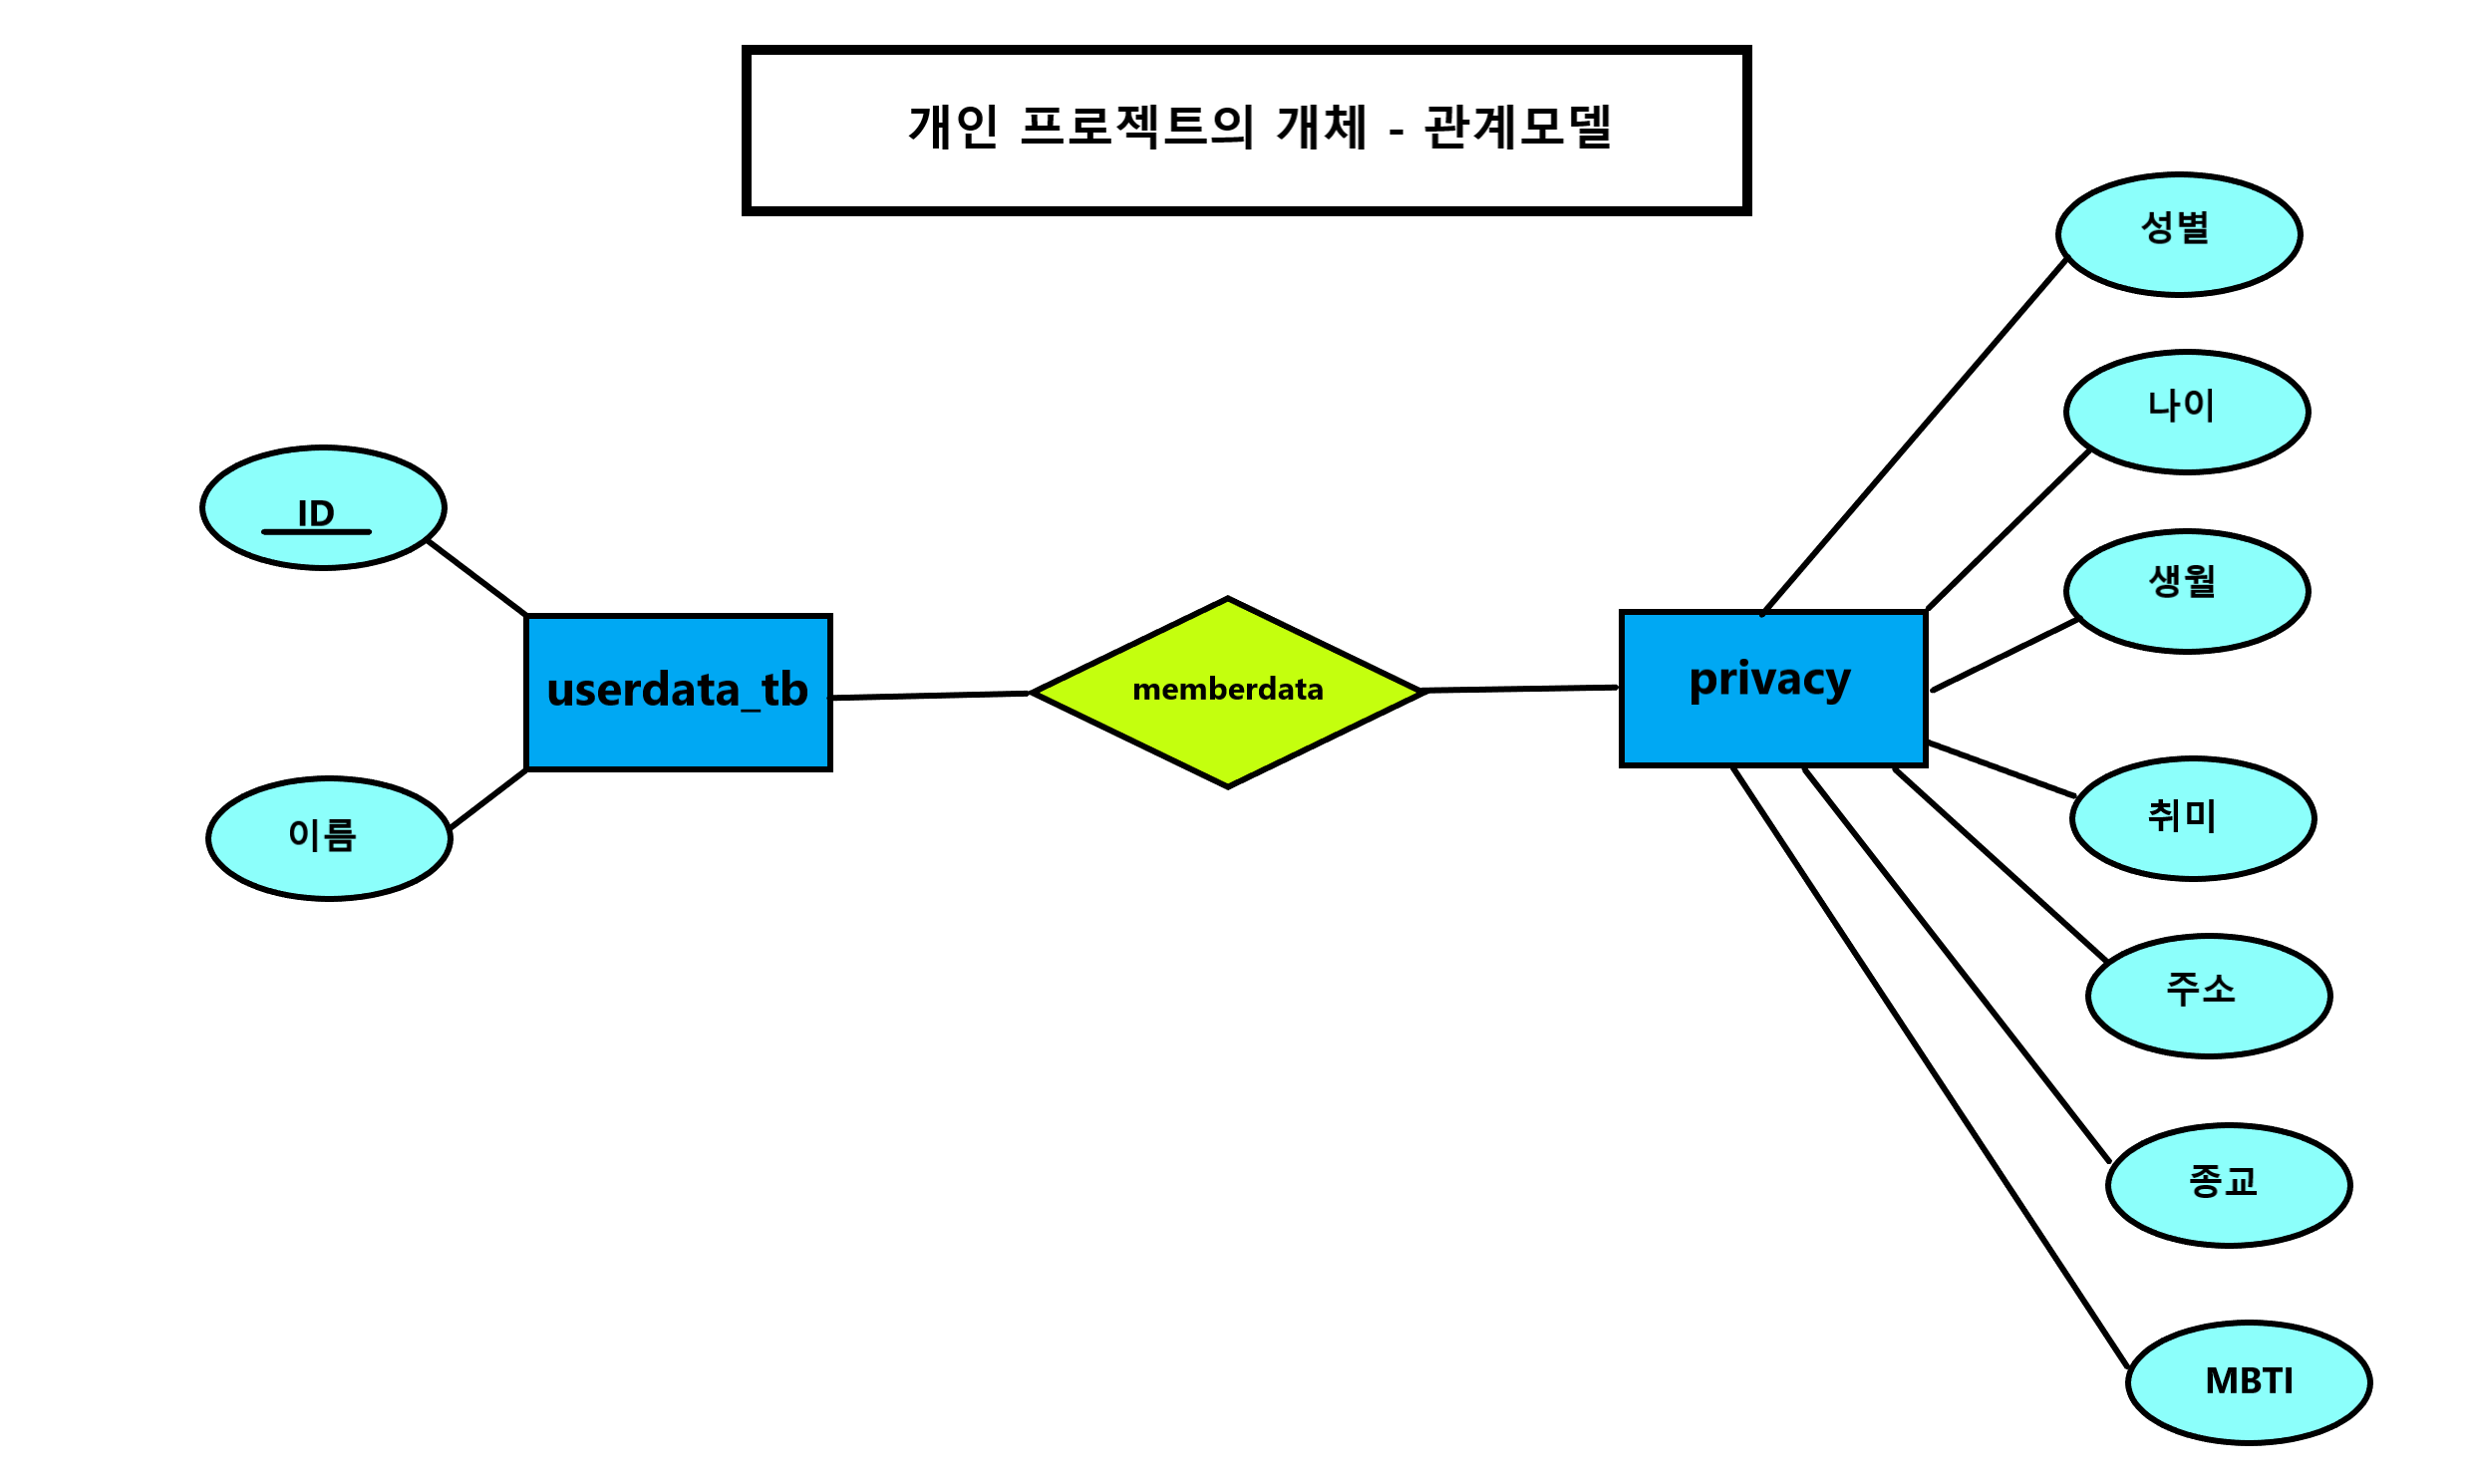 개인 프로젝트의 개체 - 관계모델
성별
나이
ID
생월
userdata_tb
memberdata
privacy
이름
취미
주소
종교
MBTI